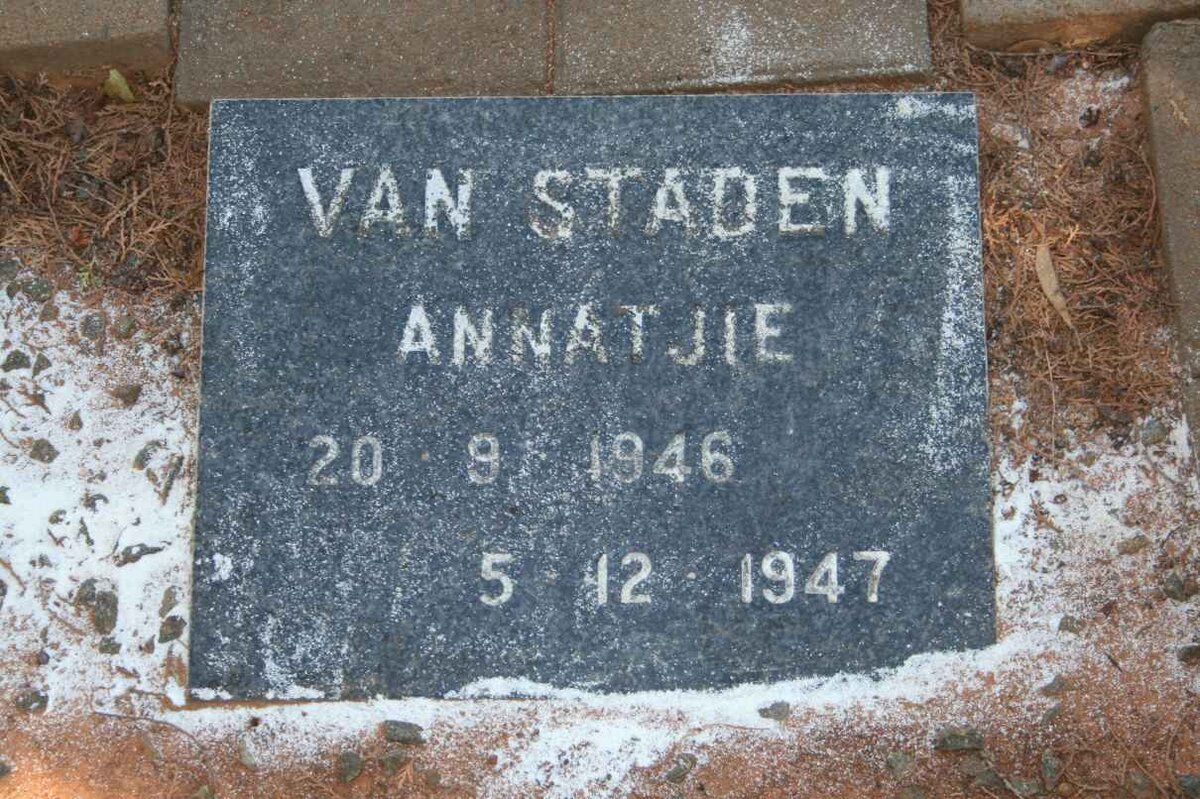 VAN STADEN
ANNATJIE
20 · 9 · 1946
5 · 12 · 1947